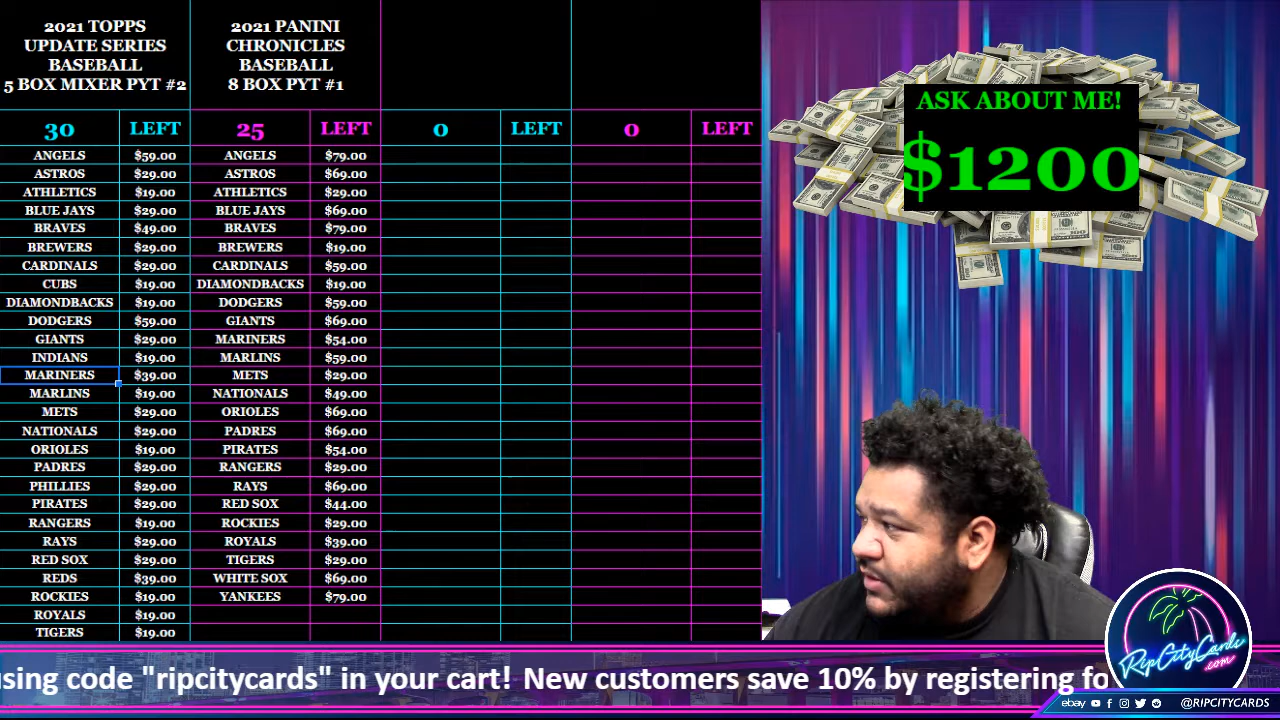 2021 TOPPS
UPDATE SERIES
BASEBALL
5 BOX MIXER PYT #2
2021 PANINI
CHRONICLES
BASEBALL
8 BOX PYT #1
30 LEFT 25 LEFT 0 LEFT 0 LEFT
ANGELS $59.00 ANGELS $79.00
ASTROS $29.00 ASTROS $69.00
ATHLETICS $19.00 ATHLETICS $29.00
BLUE JAYS $29.00 BLUE JAYS $69.00
BRAVES $49.00 BRAVES $79.00
BREWERS $29.00 BREWERS $19.00
CARDINALS $29.00 CARDINALS $59.00
CUBS $19.00 DIAMONDBACKS $19.00
DIAMONDBACKS $19.00 DODGERS $59.00
DODGERS $59.00 GIANTS $69.00
GIANTS $29.00 MARINERS $54.00
INDIANS $19.00 MARLINS $59.00
MARINERS $39.00 METS $29.00
MARLINS $19.00 NATIONALS $49.00
METS $29.00 ORIOLES $69.00
NATIONALS $29.00 PADRES $69.00
ORIOLES $19.00 PIRATES $54.00
PADRES $29.00 RANGERS $29.00
PHILLIES $29.00 RAYS $69.00
PIRATES $29.00 RED SOX $44.00
RANGERS $19.00 ROCKIES $29.00
RAYS $29.00 ROYALS $39.00
RED SOX $29.00 TIGERS $29.00
REDS $39.00 WHITE SOX $69.00
ROCKIES $19.00 YANKEES $79.00
ROYALS $19.00
TIGERS $19.00
ASK ABOUT ME!
$1200
RipCityCards
.com
using code "ripcitycards" in your cart! New customers save 10% by registering fo
ebay @RIPCITYCARDS